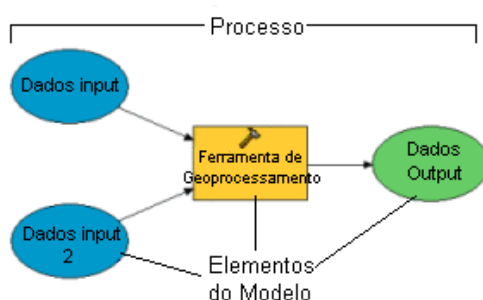 Processo
Dados input
Ferramenta de
Geoprocessamento
Dados
Output
Dados input
2
Elementos
do Modelo